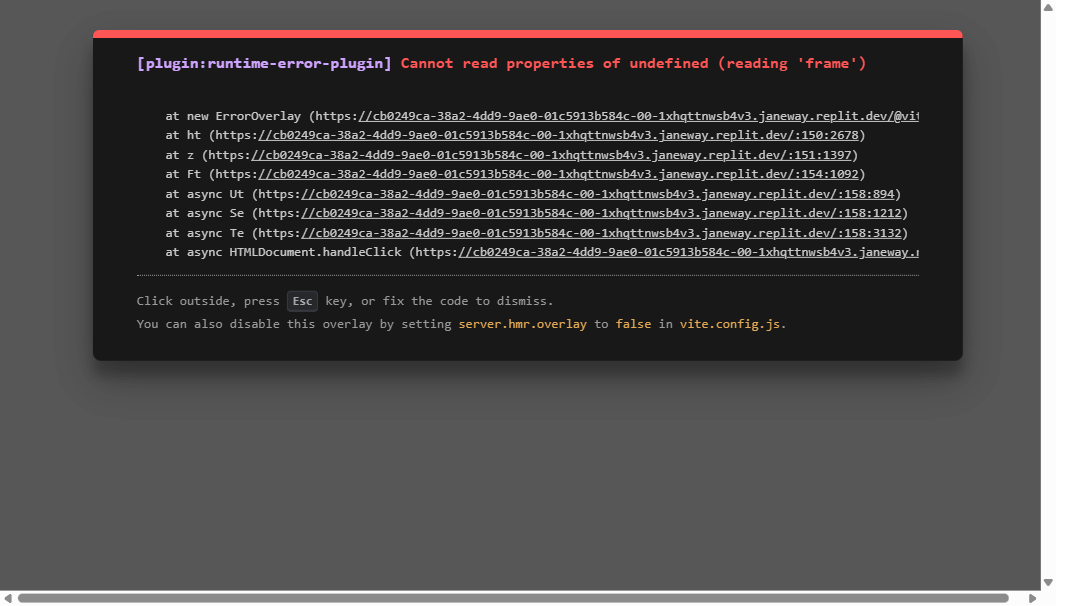 [plugin:runtime-error-plugin] Cannot read properties of undefined (reading 'frame')
at new ErrorOverlay (https://cb0249ca-38a2-4dd9-9ae0-01c5913b584c-00-1xhqttnwsb4v3.janeway.replit.dev/@vit
at ht (https://cb0249ca-38a2-4dd9-9ae0-01c5913b584c-00-1xhqttnwsb4v3.janeway.replit.dev/:150:2678)
at z (https://cb0249ca-38a2-4dd9-9ae0-01c5913b584c-00-1xhqttnwsb4v3.janeway.replit.dev/:151:1397)
at Ft (https://cb0249ca-38a2-4dd9-9ae0-01c5913b584c-00-1xhqttnwsb4v3.janeway.replit.dev/:154:1092)
at async Ut (https://cb0249ca-38a2-4dd9-9ae0-01c5913b584c-00-1xhqttnwsb4v3.janeway.replit.dev/:158:894)
at async Se (https://cb0249ca-38a2-4dd9-9ae0-01c5913b584c-00-1xhqttnwsb4v3.janeway.replit.dev/:158:1212)
at async Te (https://cb0249ca-38a2-4dd9-9ae0-01c5913b584c-00-1xhqttnwsb4v3.janeway.replit.dev/:158:3132)
at async HTMLDocument.handleClick (https://cb0249ca-38a2-4dd9-9ae0-01c5913b584c-00-1xhqttnwsb4v3.janeway.r
Click outside, press Esc key, or fix the code to dismiss.
You can also disable this overlay by setting server.hmr.overlay to false in vite.config.js.